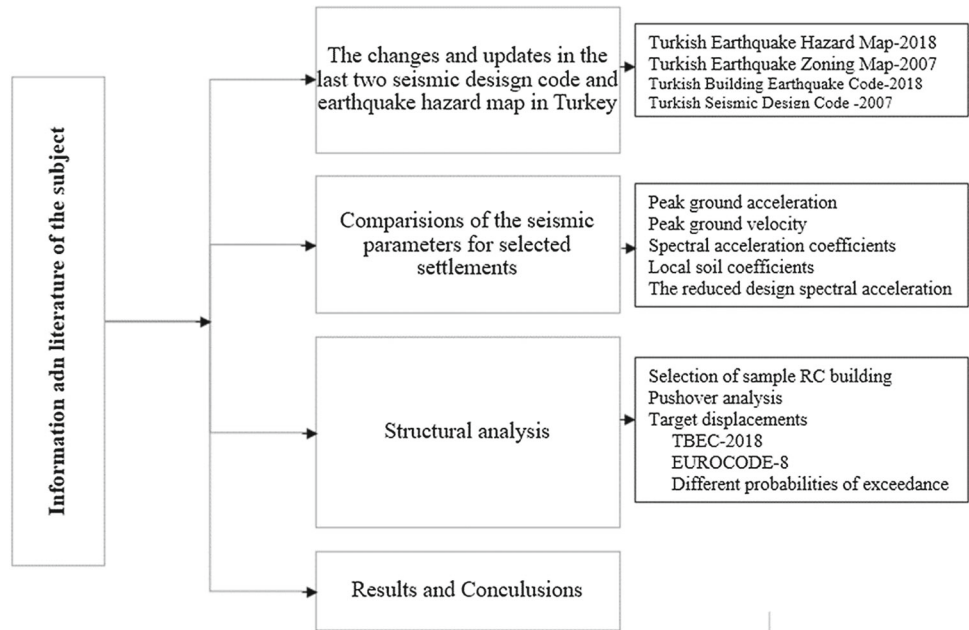 Information adn literature of the subject
The changes and updates in the
last two seismic desisgn code and
earthquake hazard map in Turkey
Turkish Earthquake Hazard Map-2018
Turkish Earthquake Zoning Map-2007
Turkish Building Earthquake Code-2018
Turkish Seismic Design Code -2007
Comparisions of the seismic
parameters for selected
settlements
Peak ground acceleration
Peak ground velocity
Spectral acceleration coefficients
Local soil coefficients
The reduced design spectral acceleration
Structural analysis
Selection of sample RC building
Pushover analysis
Target displacements
TBEC-2018
EUROCODE-8
Different probabilities of exceedance
Results and Conculusions